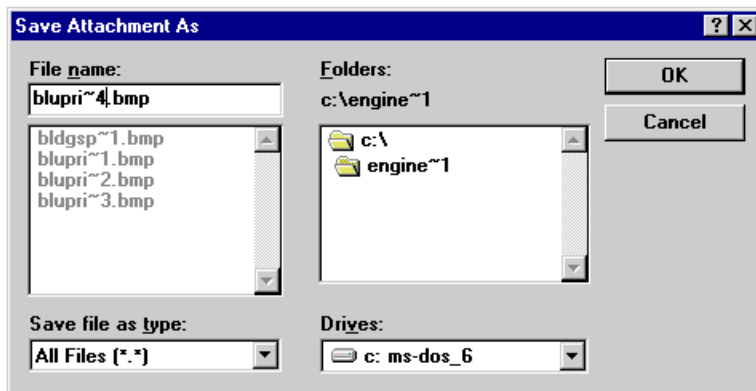 Save Attachment As
File name:
blupri~4.bmp
bldgsp~1.bmp
blupri~1.bmp
blupri~2.bmp
blupri~3.bmp
Save file as type:
All Files (*.*)
Folders:
c:\engine~1
c:\
engine~1
Drives:
c: ms-dos_6
OK
Cancel